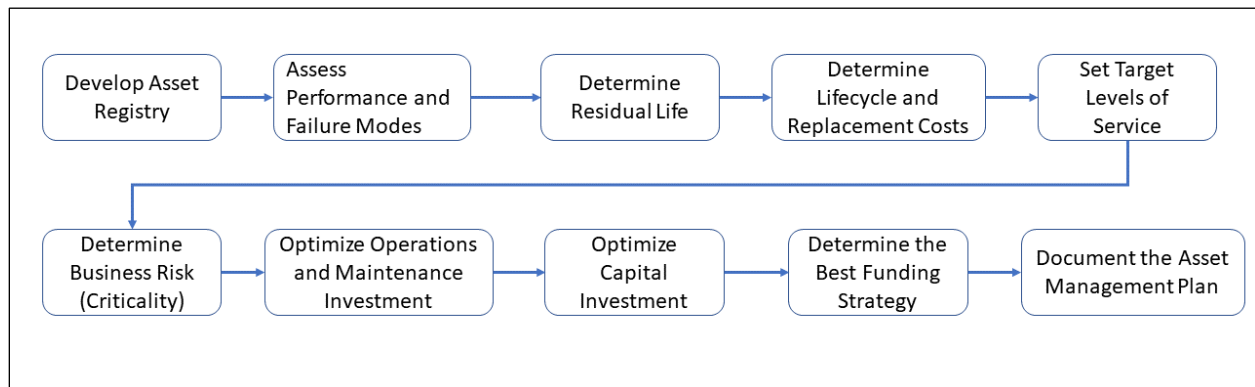 Develop Asset
Registry
Assess
Performance and
Failure Modes
Determine
Residual Life
Determine
Lifecycle and
Replacement Costs
Set Target
Levels of
Service
Determine
Business Risk
(Criticality)
Optimize Operations
and Maintenance
Investment
Optimize
Capital
Investment
Determine the
Best Funding
Strategy
Document the Asset
Management Plan